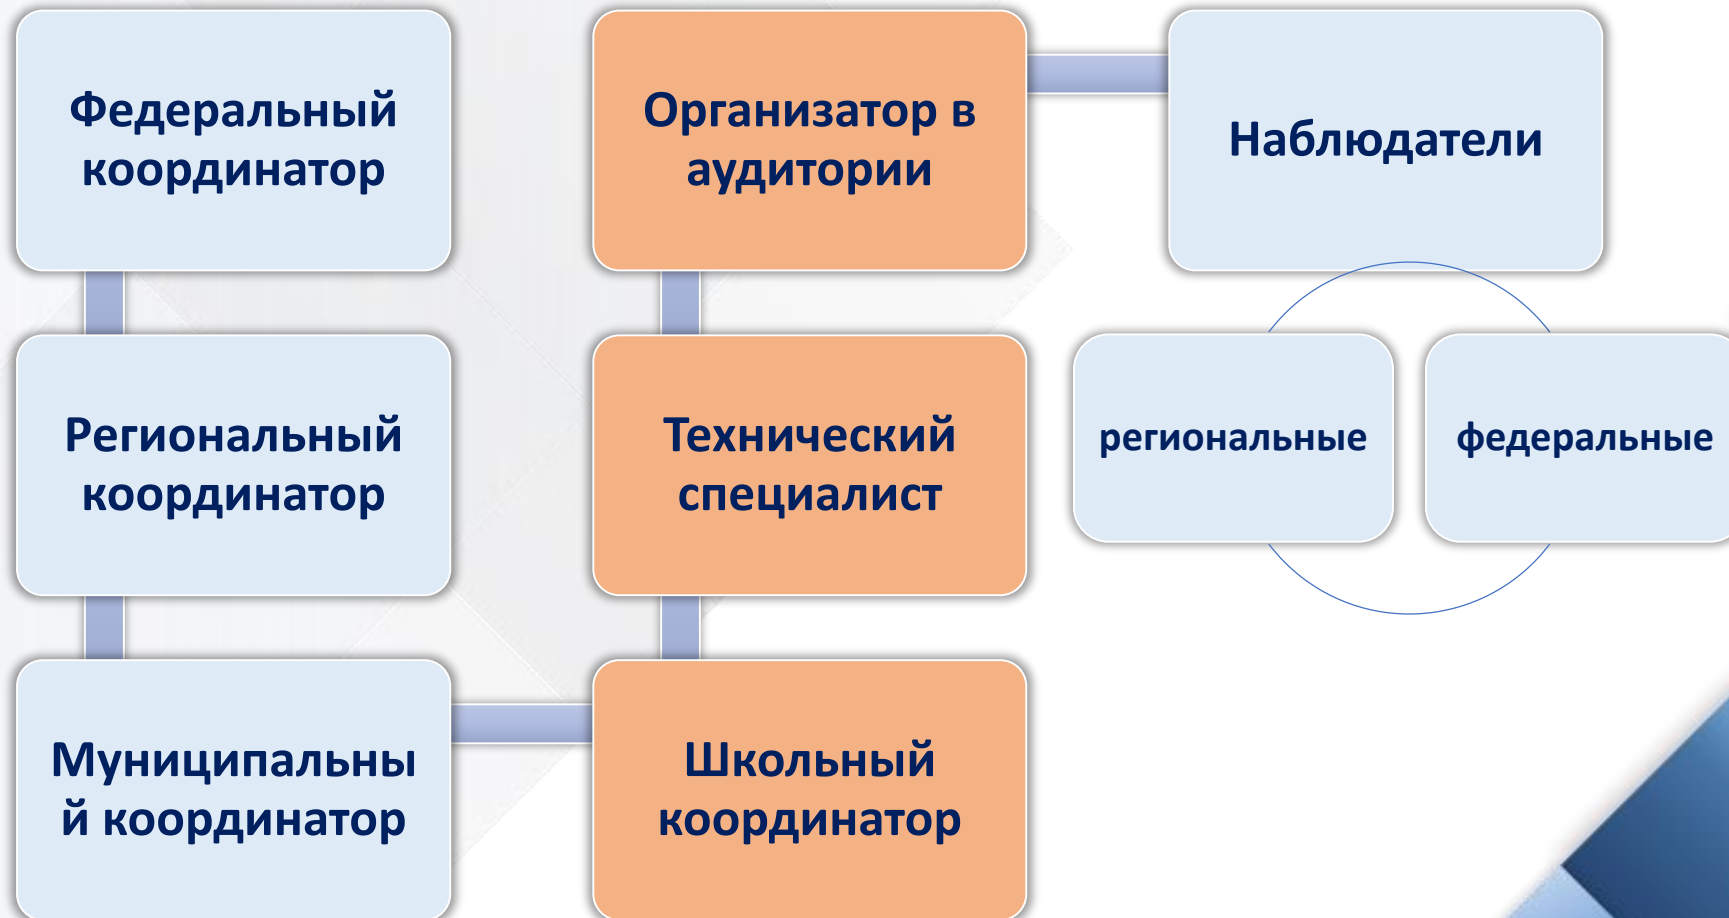 Федеральный
координатор
Региональный
координатор
Муниципальны
й координатор
Школьный
координатор
Технический
специалист
Организатор в
аудитории
Наблюдатели
региональные
федеральные